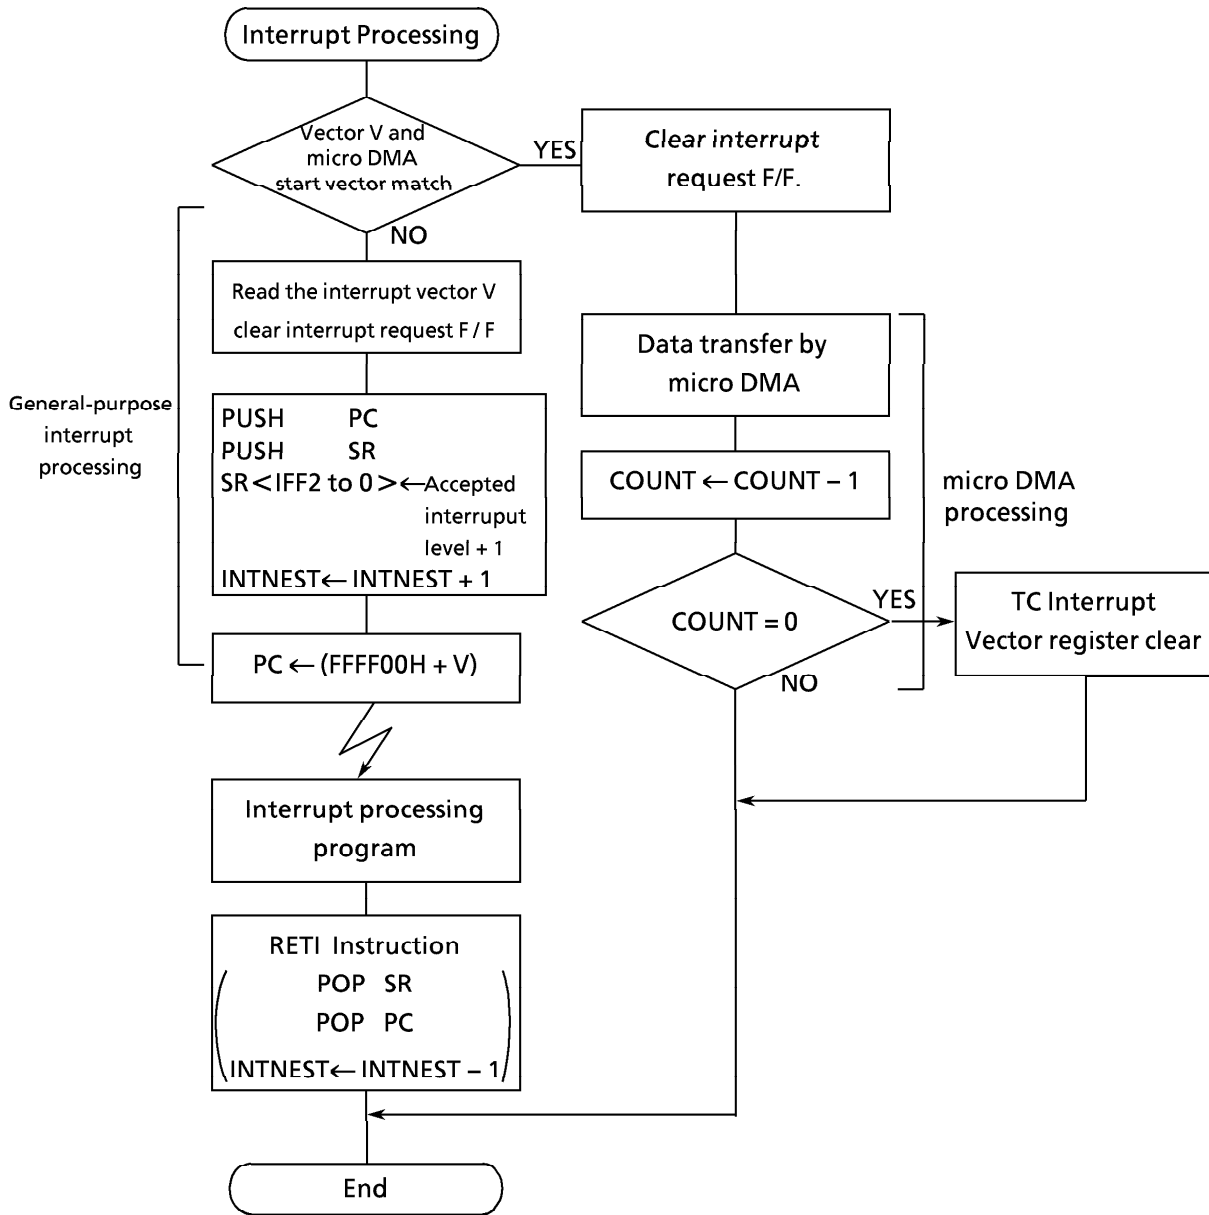 Interrupt Processing
Vector V and
micro DMA
start vector match
YES
Clear interrupt
request F/F.
NO
Read the interrupt vector V
clear interrupt request F / F
General-purpose
interrupt
processing
PUSH PC
PUSH SR
SR<IFF2 to 0>←Accepted
interruput
level + 1
INTNEST← INTNEST + 1
PC ← (FFFF00H + V)
Data transfer by
micro DMA
COUNT ← COUNT – 1
micro DMA
processing
COUNT = 0
YES
NO
TC Interrupt
Vector register clear
Interrupt processing
program
RETI Instruction
POP SR
POP PC
INTNEST← INTNEST – 1
End